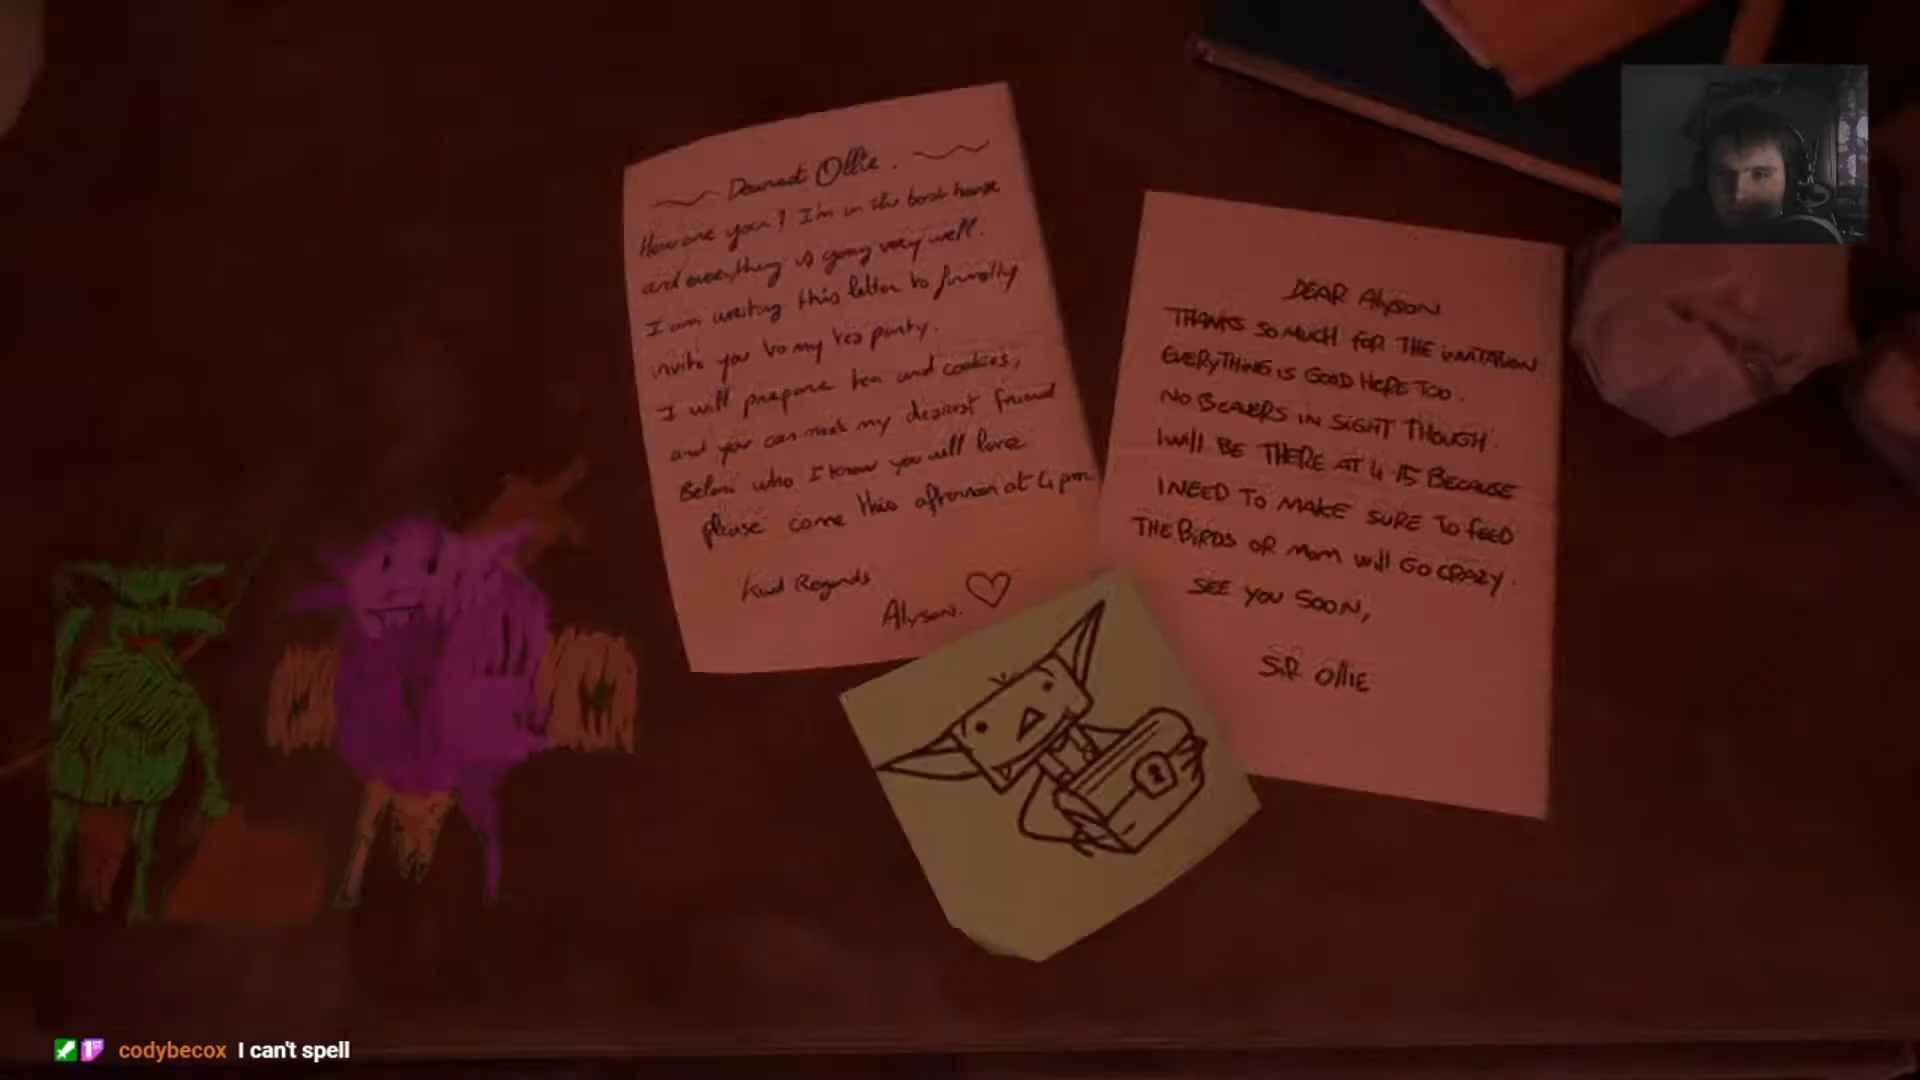 Dearest Ollie.
How are you? I'm in the boat house
and everything is going very well.
I am writing this letter to formally
invite you to my tea party.
I will prepare tea and cookies,
and you can meet my dearest friend
who I know you will love
please come this afternoon at 4 pm
Kind Regards
Alyson.
DEAR Alyson
THANKS SO MUCH FOR THE iNViTATiON
EVERYTHiNG iS GOOD HERE TOO.
NO BEAVERS iN SiGHT THOUGH.
I Will BE THERE AT 4.15 BECAUSE
I NEED TO MAKE SURE TO FEED
THE BiRDS OR MOM Will GO CRAZY.
SEE YOU SOON,
SiR OlliE
codybecox I can't spell